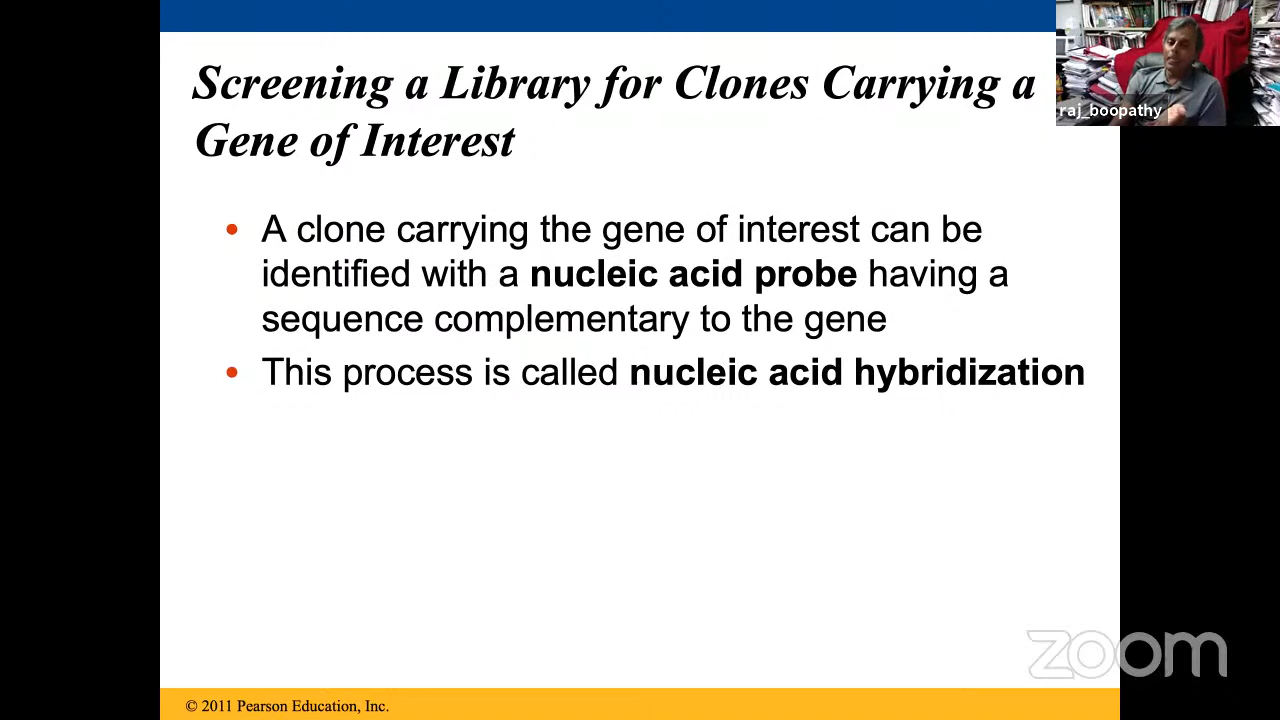 Screening a Library for Clones Carrying a
Gene of Interest
raj_boopathy
• A clone carrying the gene of interest can be
identified with a nucleic acid probe having a
sequence complementary to the gene
• This process is called nucleic acid hybridization
zoom
© 2011 Pearson Education, Inc.